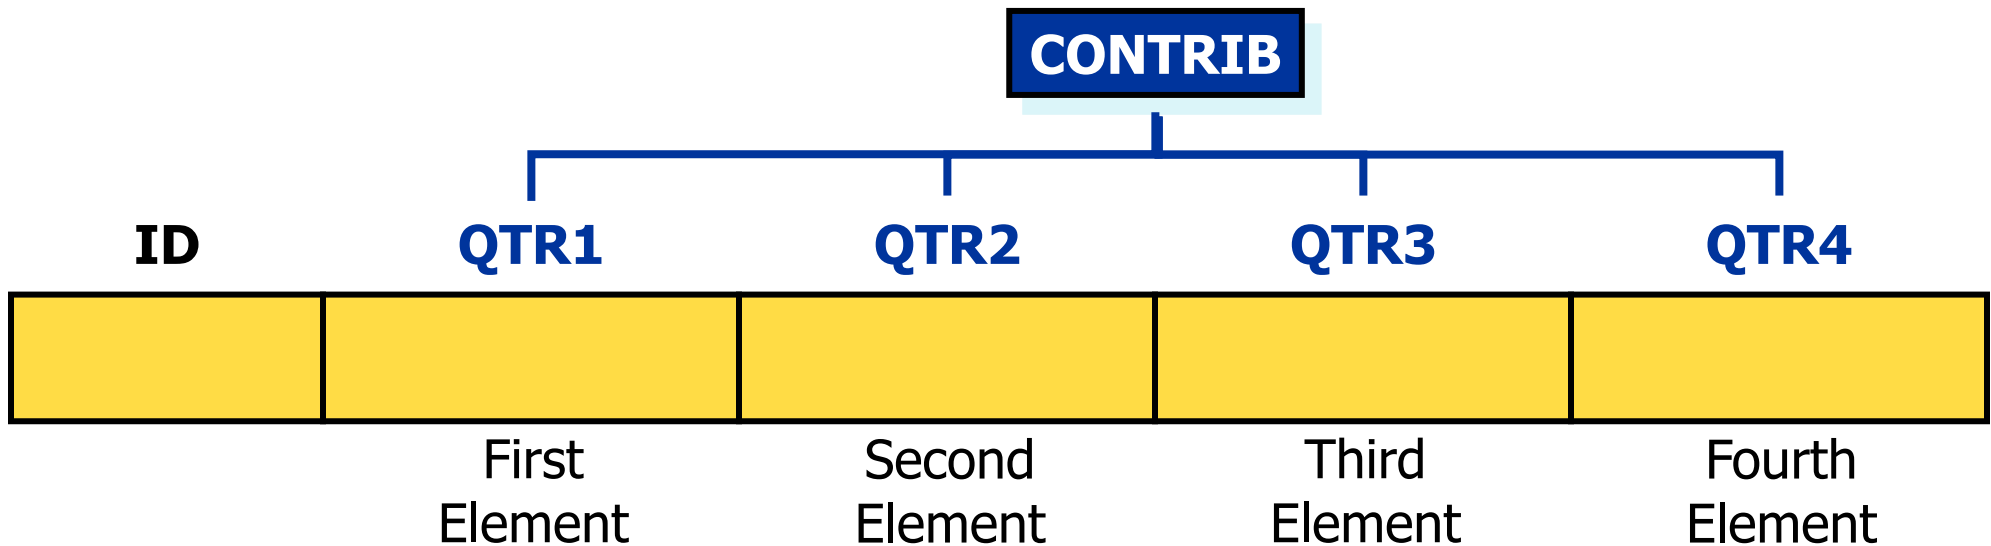 CONTRIB
ID QTR1 QTR2 QTR3 QTR4
First Second Third Fourth
Element Element Element Element